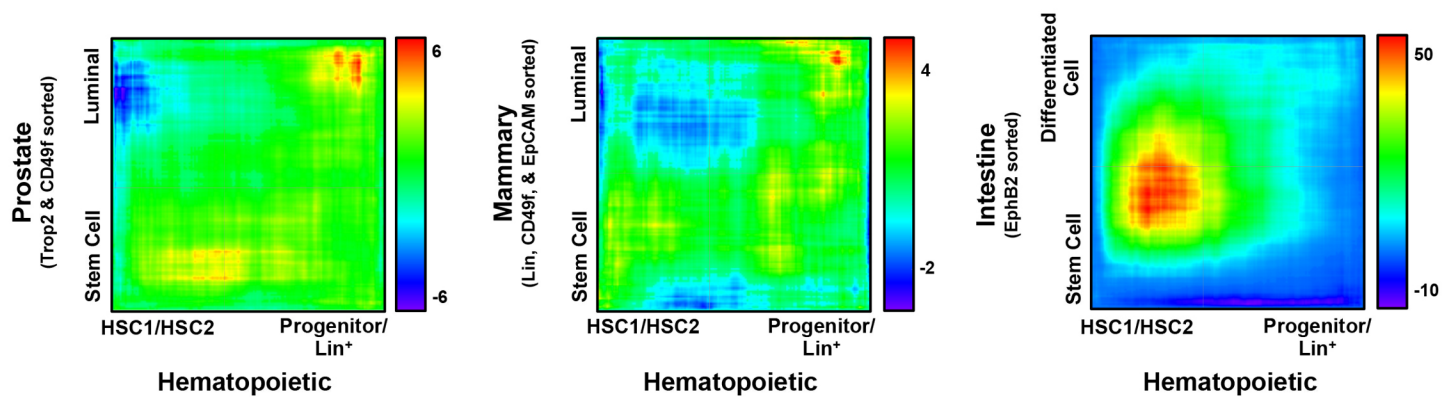 Prostate
(Trop2 & CD49f sorted)
Luminal
Stem Cell
6
-6
HSC1/HSC2
Progenitor/
Lin⁺
Hematopoietic
Mammary
(Lin, CD49f, & EpCAM sorted)
Luminal
Stem Cell
4
-2
HSC1/HSC2
Progenitor/
Lin⁺
Hematopoietic
Intestine
(EphB2 sorted)
Differentiated
Cell
Stem Cell
50
-10
HSC1/HSC2
Progenitor/
Lin⁺
Hematopoietic